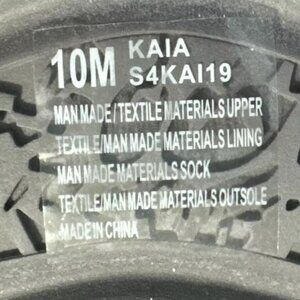 10M KAIA
S4KAI19
MAN MADE/TEXTILE MATERIALS UPPER
TEXTILE/MAN MADE MATERIALS LINING
MAN MADE MATERIALS SOCK
TEXTILE/MAN MADE MATERIALS OUTSOLE
MADE IN CHINA